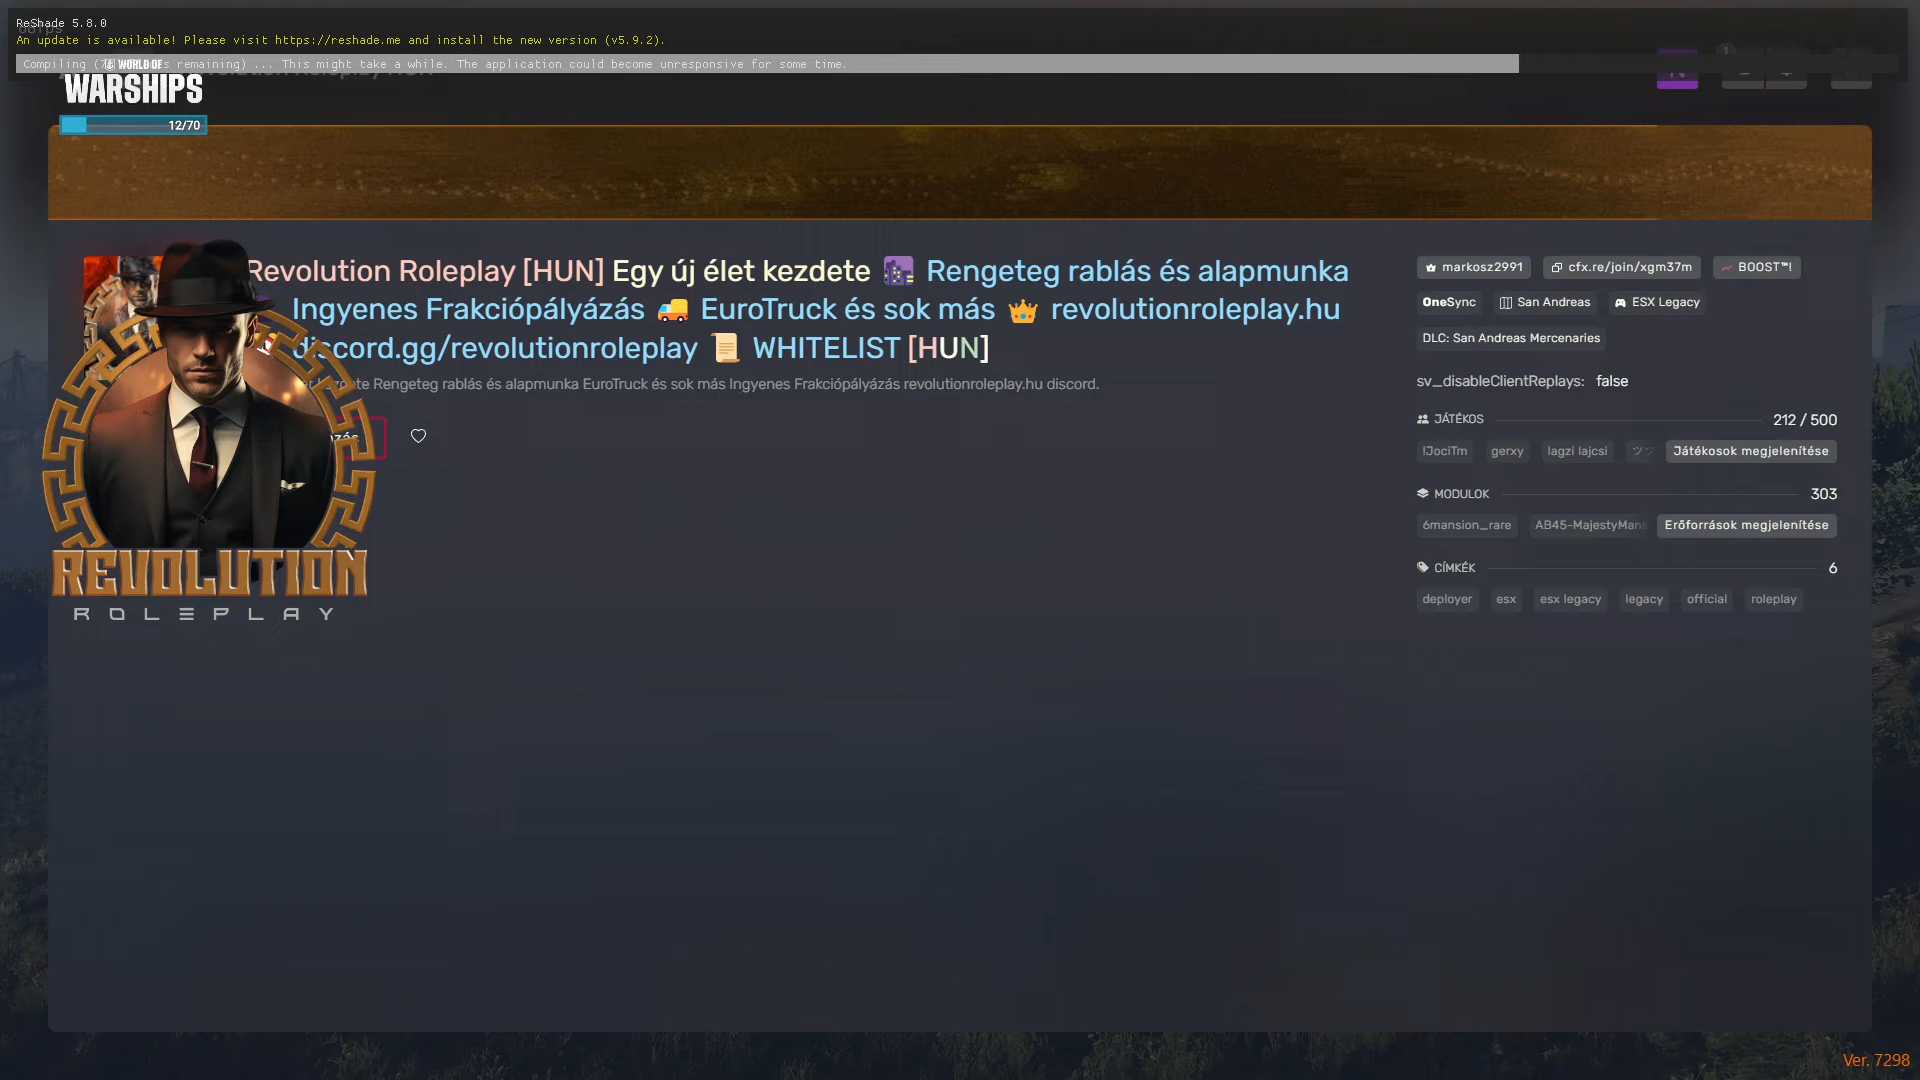 ReShade 5.8.0
An update is available! Please visit https://reshade.me and install the new version (v5.9.2).
Compiling ( remaining) ... This might take a while. The application could become unresponsive for some time.
WORLD OF
WARSHIPS
12/70
1
Revolution Roleplay [HUN] Egy új élet kezdete Rengeteg rablás és alapmunka
Ingyenes Frakciópályázás EuroTruck és sok más revolutionroleplay.hu
discord.gg/revolutionroleplay WHITELIST [HUN]
Rengeteg rablás és alapmunka EuroTruck és sok más Ingyenes Frakciópályázás revolutionroleplay.hu discord.
REVOLUTION
ROLEPLAY
markosz2991 cfx.re/join/xgm37m BOOST™!
OneSync San Andreas ESX Legacy
DLC: San Andreas Mercenaries
sv_disableClientReplays: false
JÁTÉKOS 212 / 500
!JociTm gerxy lagzi lajcsi ツツ Játékosok megjelenítése
MODULOK 303
6mansion_rare AB45-MajestyMans Erőforrások megjelenítése
CÍMKÉK 6
deployer esx esx legacy legacy official roleplay
Ver. 7298